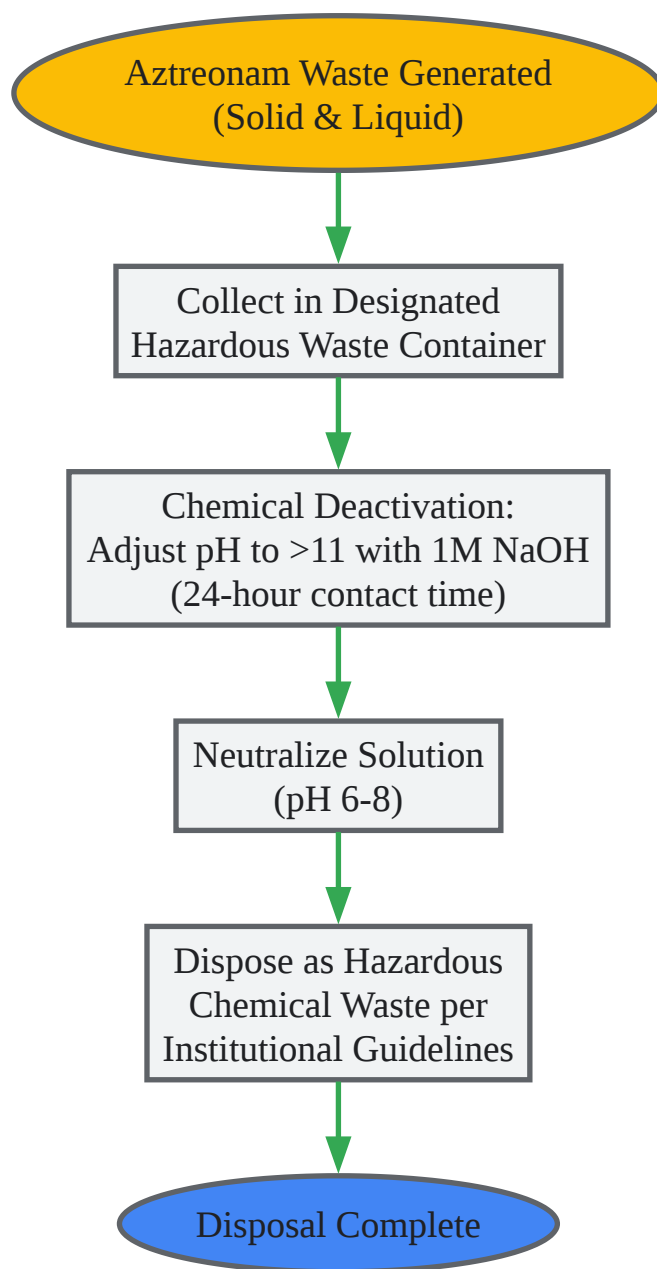 Aztreonam Waste Generated
(Solid & Liquid)
Collect in Designated
Hazardous Waste Container
Chemical Deactivation:
Adjust pH to >11 with 1M NaOH
(24-hour contact time)
Neutralize Solution
(pH 6-8)
Dispose as Hazardous
Chemical Waste per
Institutional Guidelines
Disposal Complete